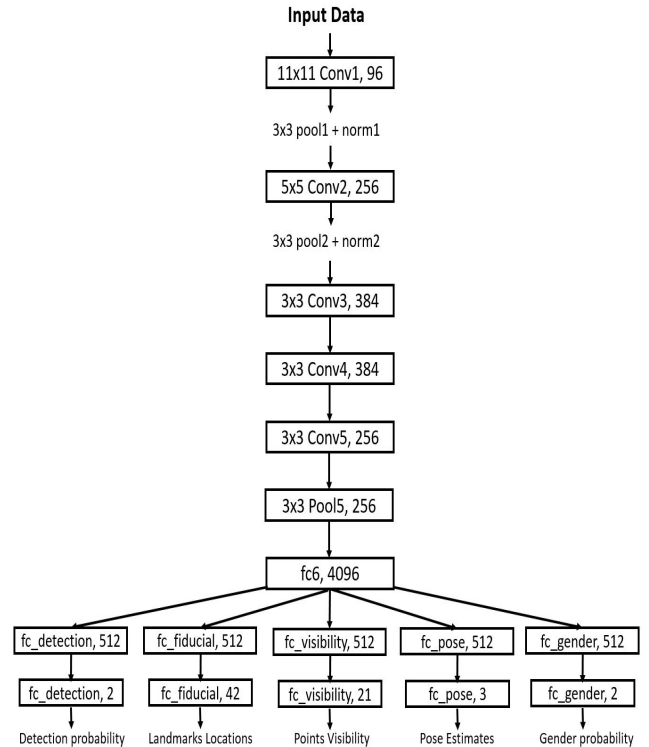 Input Data
11x11 Conv1, 96
3x3 pool1 + norm1
5x5 Conv2, 256
3x3 pool2 + norm2
3x3 Conv3, 384
3x3 Conv4, 384
3x3 Conv5, 256
3x3 Pool5, 256
fc6, 4096
fc_detection, 512
fc_fiducial, 512
fc_visibility, 512
fc_pose, 512
fc_gender, 512
fc_detection, 2
fc_fiducial, 42
fc_visibility, 21
fc_pose, 3
fc_gender, 2
Detection probability
Landmarks Locations
Points Visibility
Pose Estimates
Gender probability